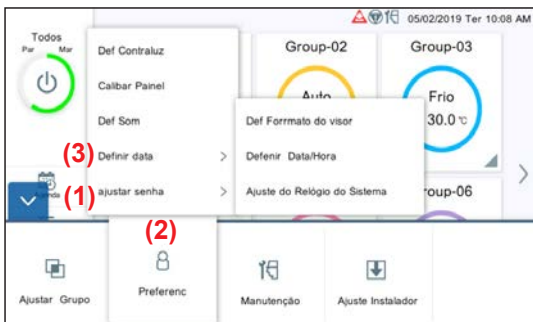 05/02/2019 Ter 10:08 AM
Todos
Par Mar
Def Contraluz
Calibar Painel
Def Som
(3) Definir data >
(1) ajustar senha >
Group-02
Auto
Group-03
Frio
30.0 °C
Def Forrmato do visor
Defenir Data/Hora
Ajuste do Relógio do Sistema
roup-06
(2)
Ajustar Grupo
Preferenc
Manutenção
Ajuste Instalador